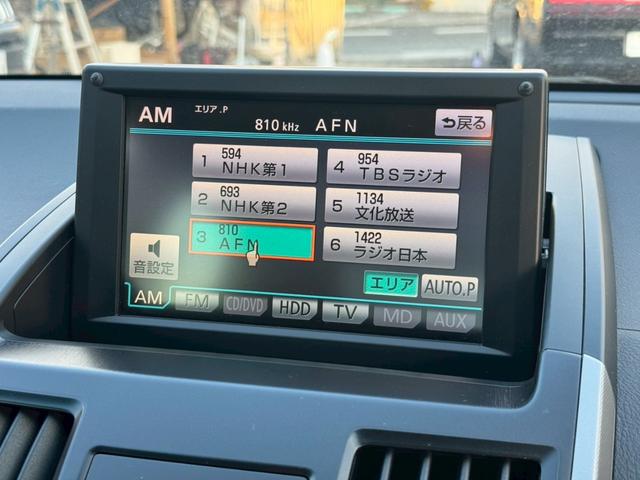 AM エリア.P
810 kHz AFN
戻る
1 594 NHK第1
4 954 TBSラジオ
2 693 NHK第2
5 1134 文化放送
3 810 AFN
6 1422 ラジオ日本
音設定
エリア AUTO.P
AM FM CD/DVD HDD TV MD AUX